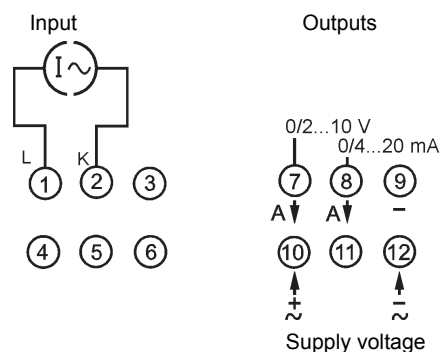 Input
Outputs
I ∼
0/2...10 V
0/4...20 mA
L
K
1 2 3
7 8 9
A A –
4 5 6
10 11 12
+ –
∼ ∼
Supply voltage